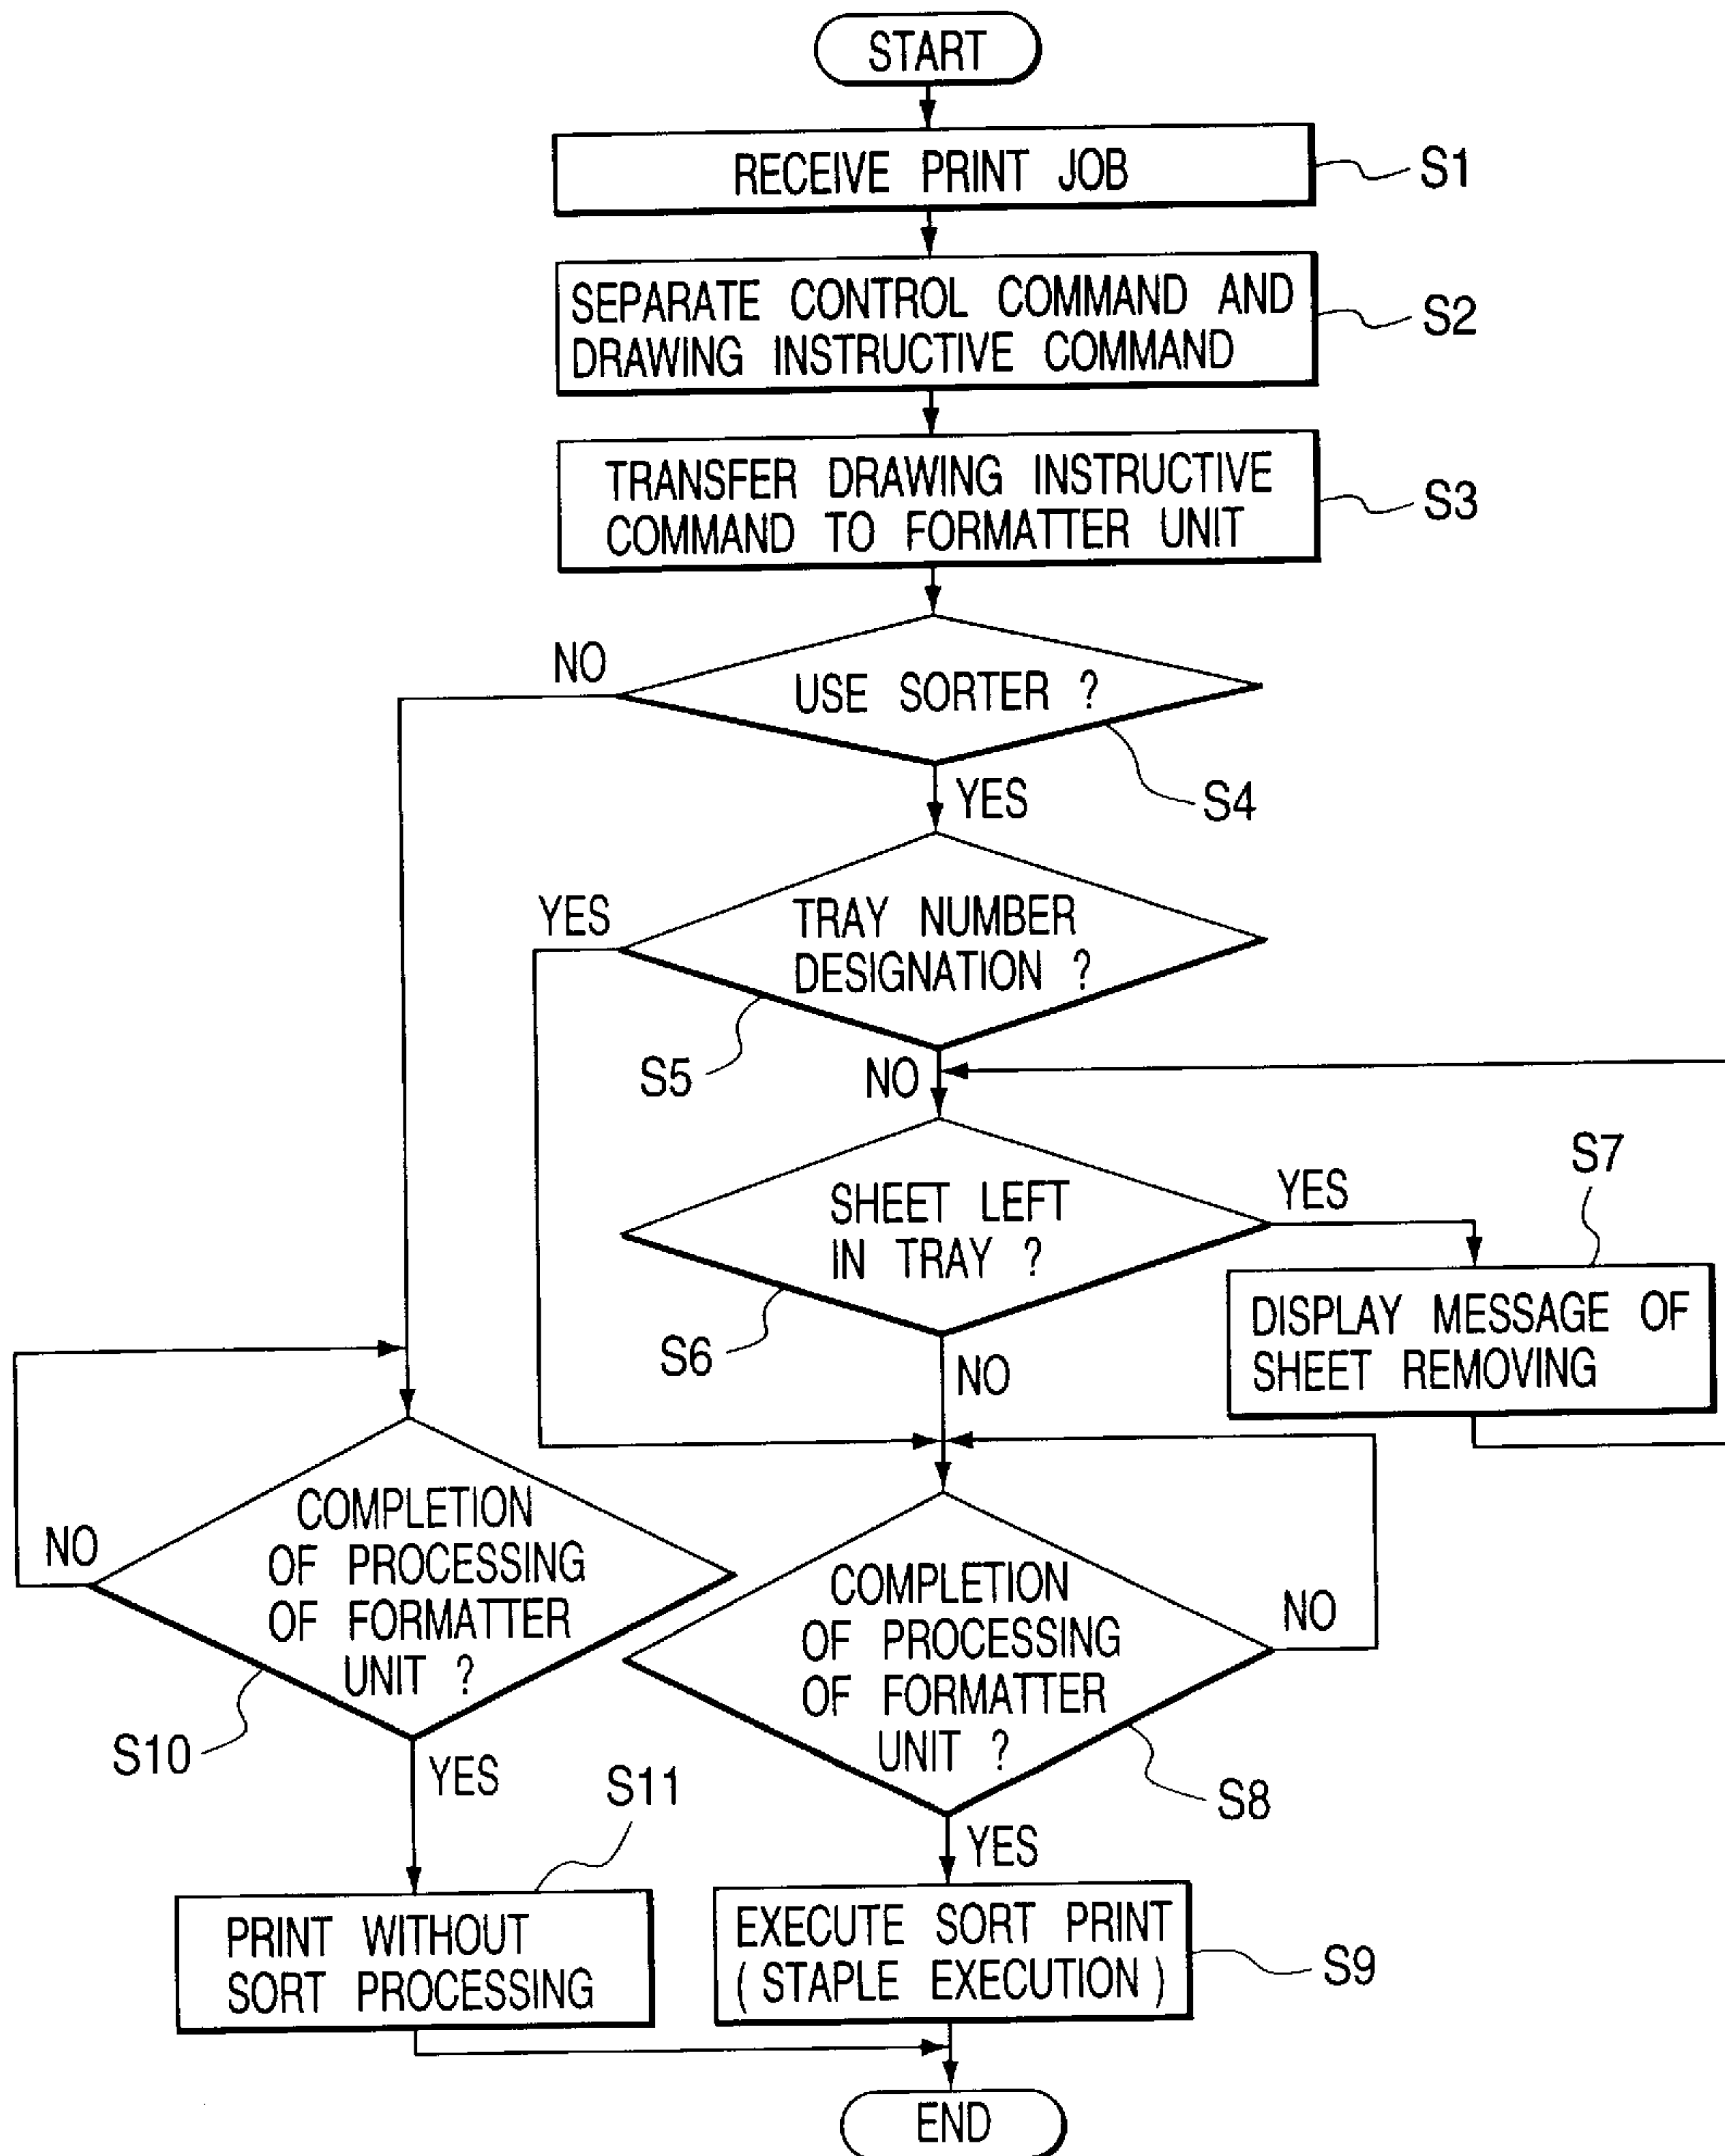 START
RECEIVE PRINT JOB
S1
SEPARATE CONTROL COMMAND AND
DRAWING INSTRUCTIVE COMMAND
S2
TRANSFER DRAWING INSTRUCTIVE
COMMAND TO FORMATTER UNIT
S3
NO
USE SORTER ?
S4
YES
YES
TRAY NUMBER
DESIGNATION ?
S5
NO
SHEET LEFT
IN TRAY ?
YES
S7
S6
NO
DISPLAY MESSAGE OF
SHEET REMOVING
NO
COMPLETION
OF PROCESSING
OF FORMATTER
UNIT ?
S10
YES
COMPLETION
OF PROCESSING
OF FORMATTER
UNIT ?
NO
S8
YES
S11
PRINT WITHOUT
SORT PROCESSING
EXECUTE SORT PRINT
( STAPLE EXECUTION )
S9
END